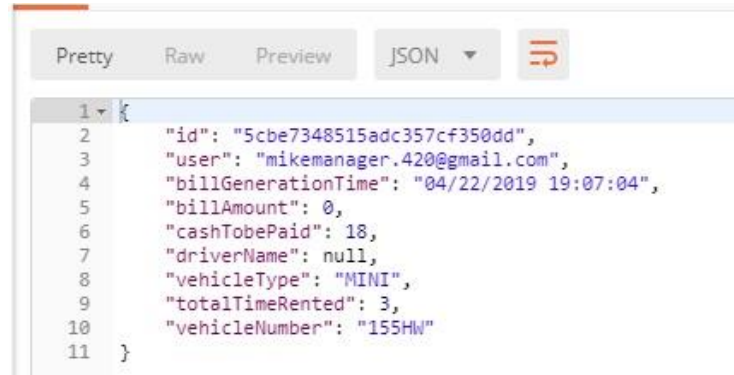 Pretty Raw Preview JSON
1 {
2 "id": "5cbe7348515adc357cf350dd",
3 "user": "mikemanager.420@gmail.com",
4 "billGenerationTime": "04/22/2019 19:07:04",
5 "billAmount": 0,
6 "cashTobePaid": 18,
7 "driverName": null,
8 "vehicleType": "MINI",
9 "totalTimeRented": 3,
10 "vehicleNumber": "155HW"
11 }